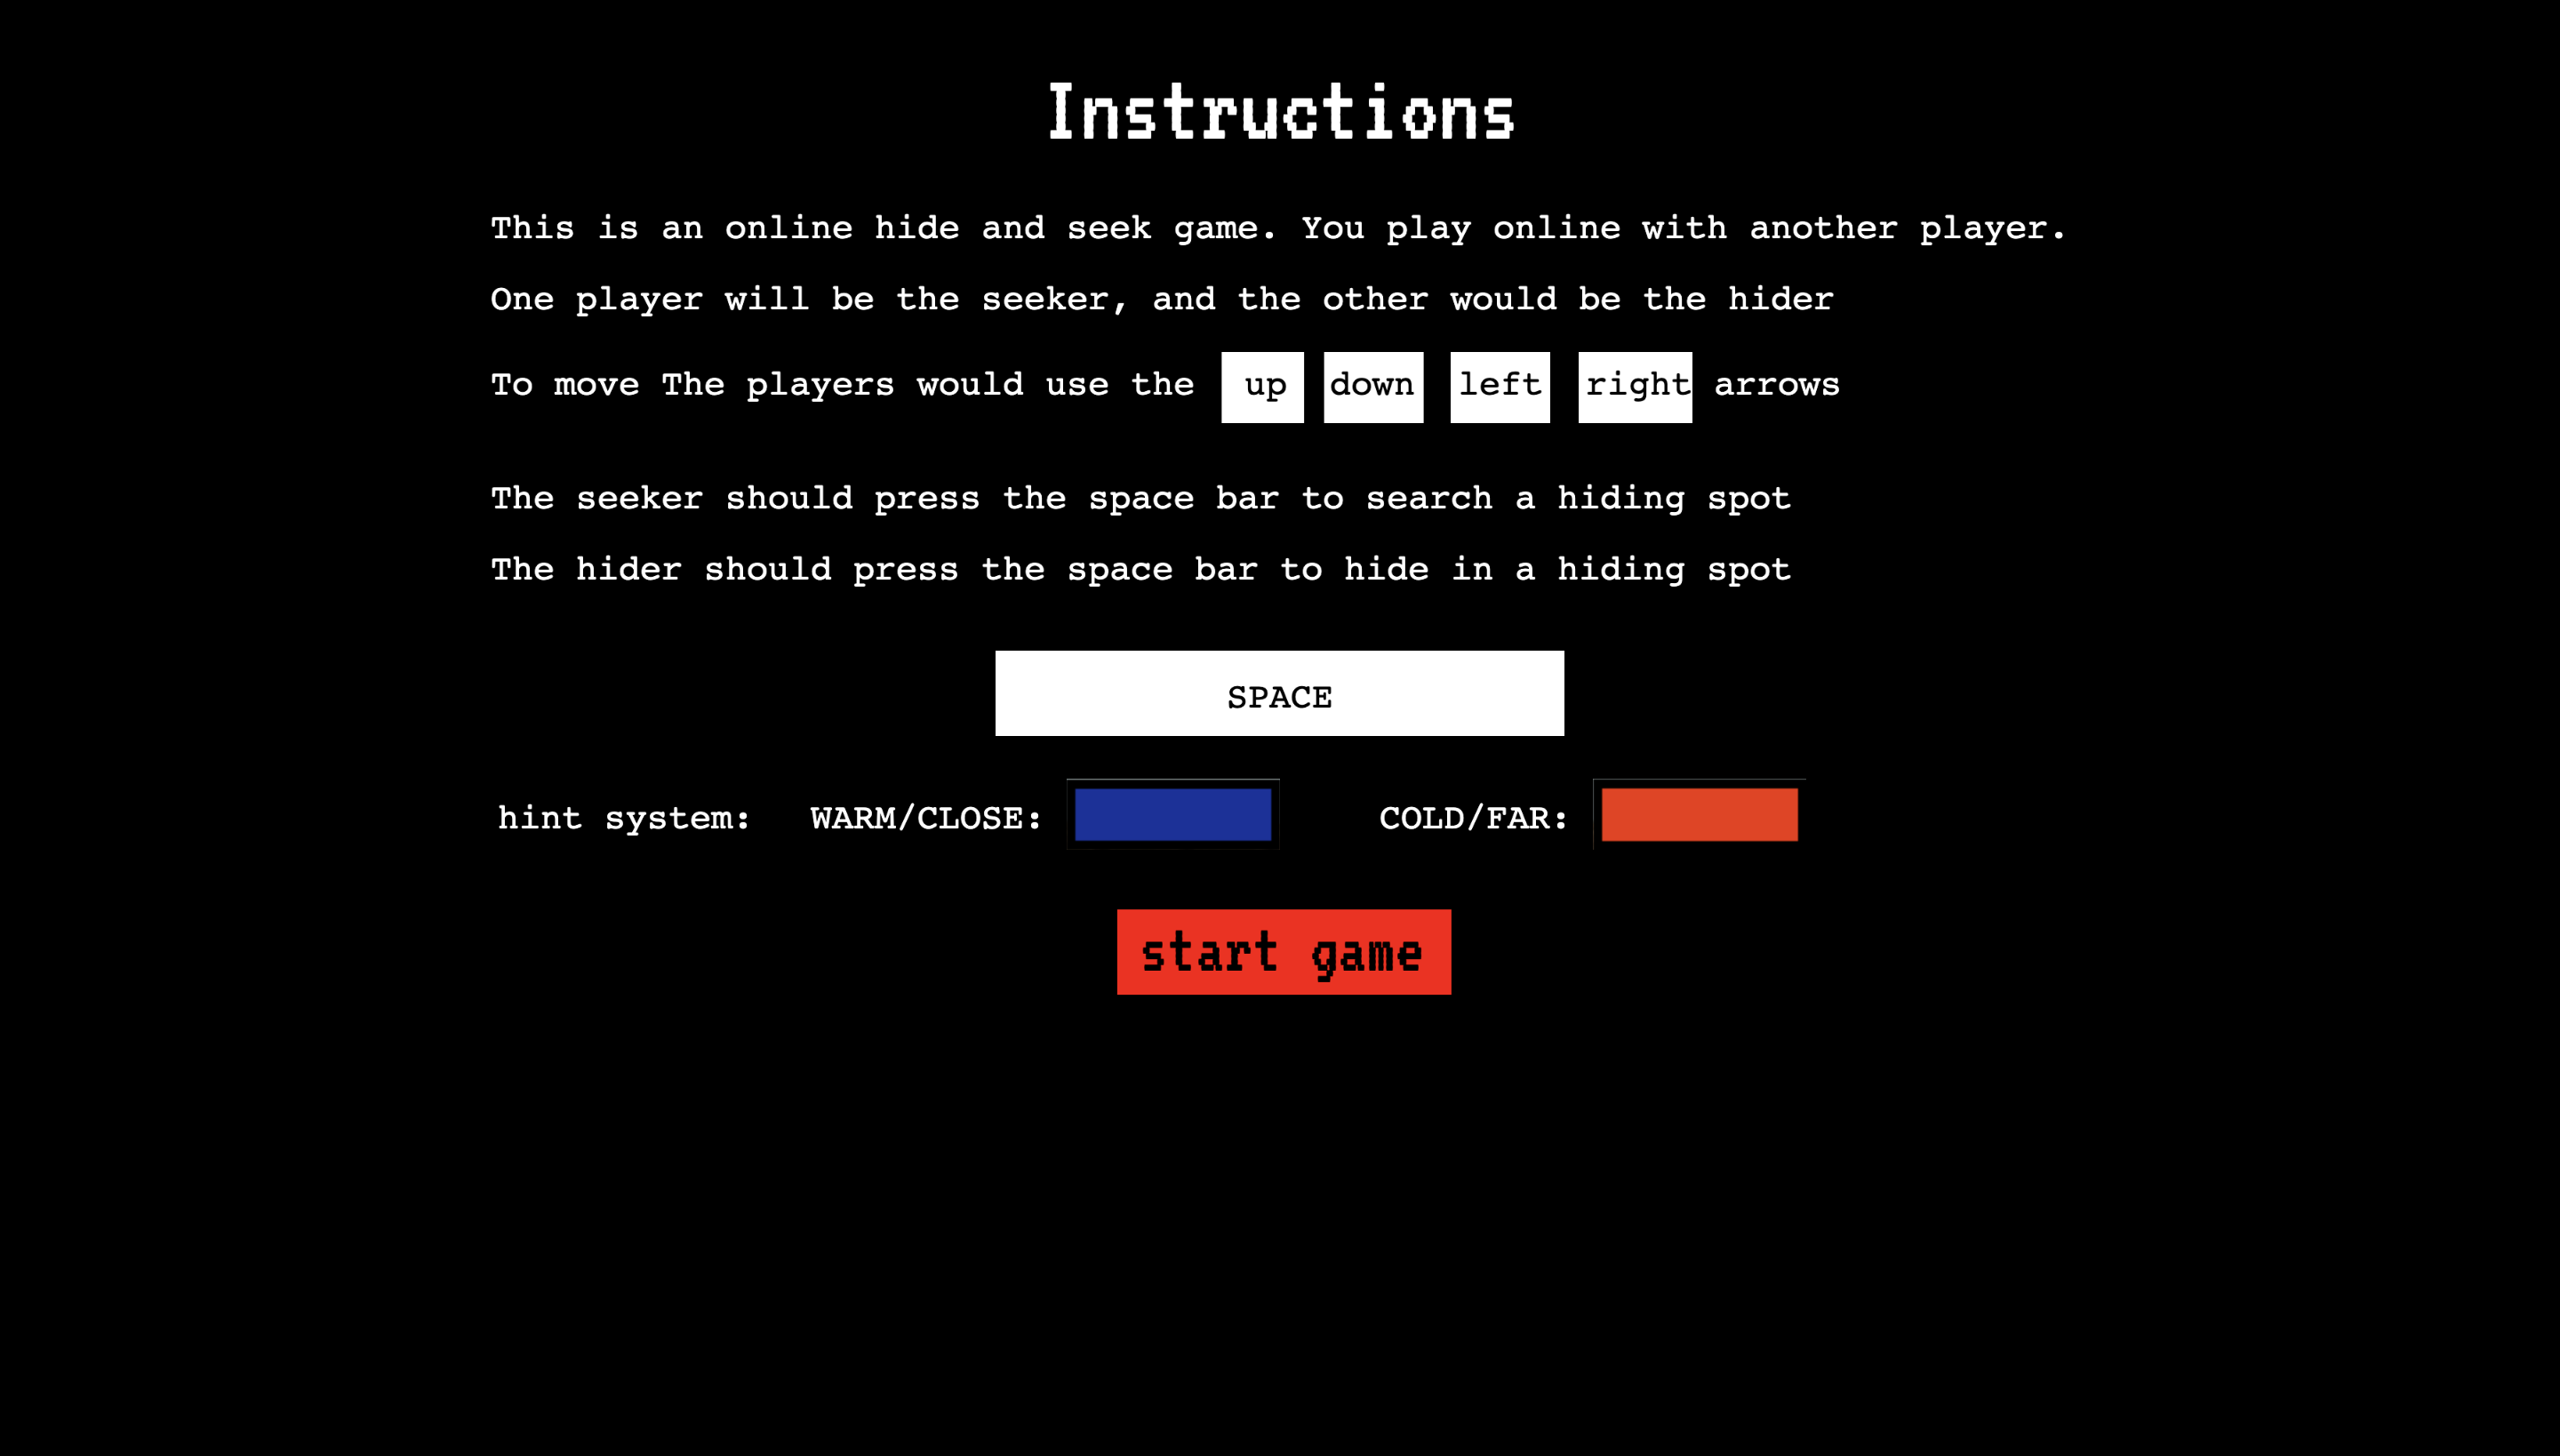 Instructions
This is an online hide and seek game. You play online with another player.
One player will be the seeker, and the other would be the hider
To move The players would use the up down left right arrows
The seeker should press the space bar to search a hiding spot
The hider should press the space bar to hide in a hiding spot
SPACE
hint system: WARM/CLOSE: COLD/FAR:
start game